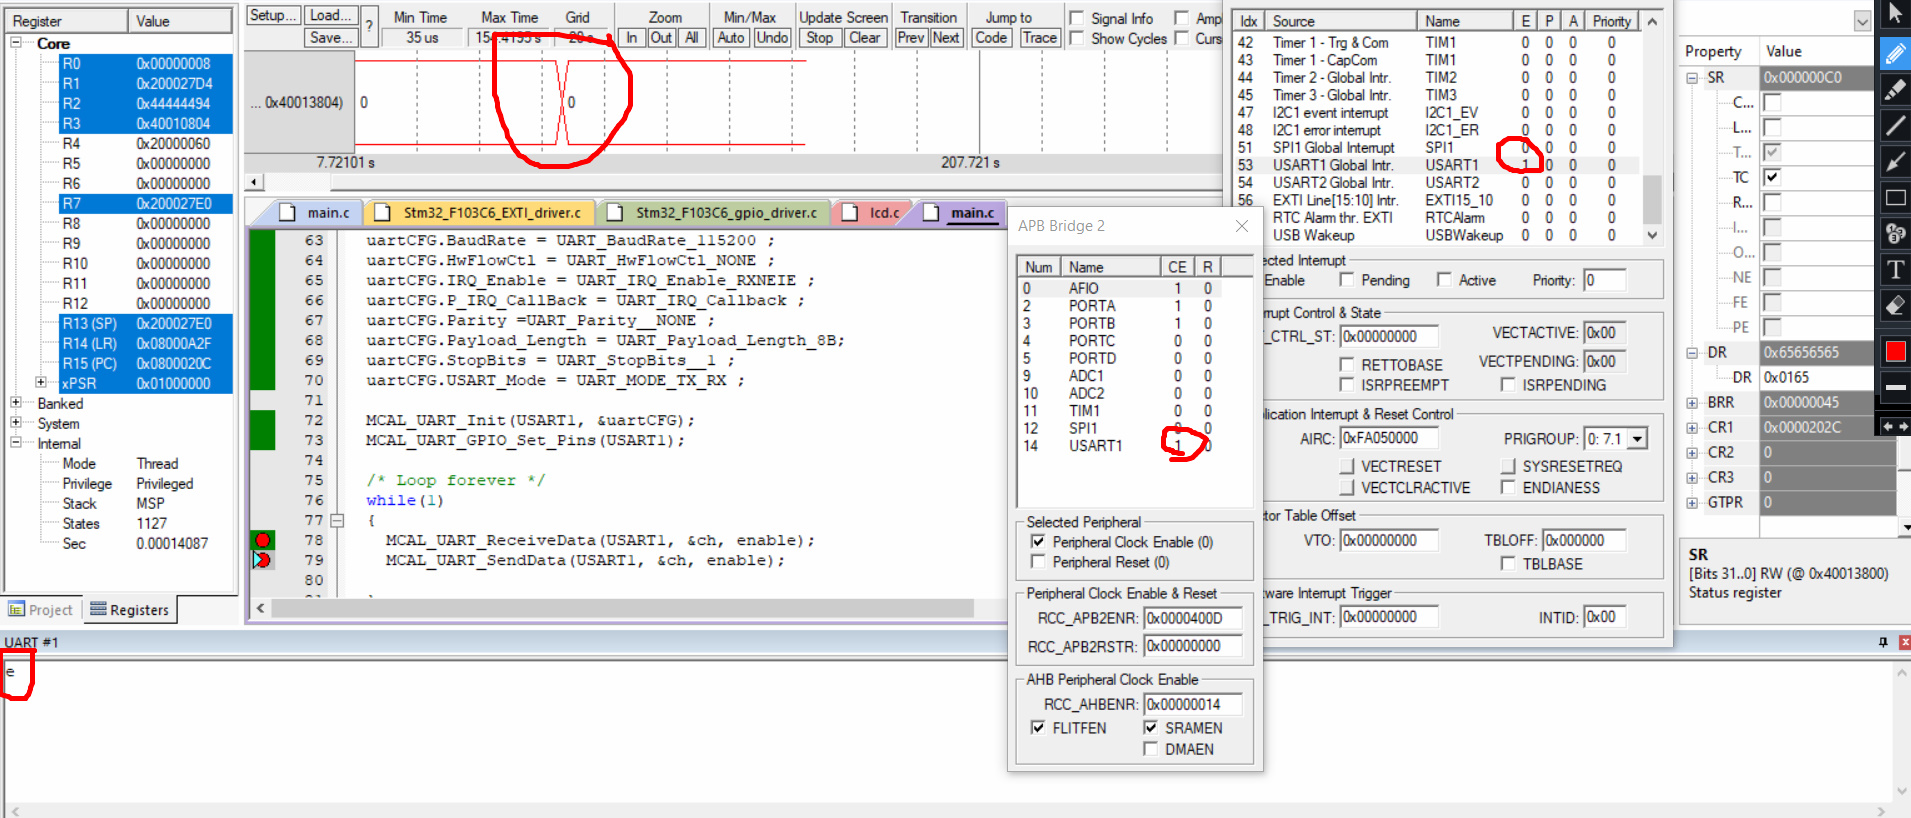 Register Value
Core
R0 0x00000008
R1 0x200027D4
R2 0x44444494
R3 0x40010804
R4 0x20000060
R5 0x00000000
R6 0x00000000
R7 0x200027E0
R8 0x00000000
R9 0x00000000
R10 0x00000000
R11 0x00000000
R12 0x00000000
R13 (SP) 0x200027E0
R14 (LR) 0x08000A2F
R15 (PC) 0x0800020C
xPSR 0x01000000
Banked
System
Internal
Mode Thread
Privilege Privileged
Stack MSP
States 1127
Sec 0.00014087
Project Registers
Setup... Load... Save... ?
Min Time Max Time Grid Zoom Min/Max Update Screen Transition Jump to
35 us In Out All Auto Undo Stop Clear Prev Next Code Trace
Signal Info
Show Cycles
... 0x40013804) 0 0
7.72101 s 207.721 s
main.c Stm32_F103C6_EXTI_driver.c Stm32_F103C6_gpio_driver.c lcd.c main.c
63 uartCFG.BaudRate = UART_BaudRate_115200 ;
64 uartCFG.HwFlowCtl = UART_HwFlowCtl_NONE ;
65 uartCFG.IRQ_Enable = UART_IRQ_Enable_RXNEIE ;
66 uartCFG.P_IRQ_CallBack = UART_IRQ_Callback ;
67 uartCFG.Parity =UART_Parity__NONE ;
68 uartCFG.Payload_Length = UART_Payload_Length_8B;
69 uartCFG.StopBits = UART_StopBits__1 ;
70 uartCFG.USART_Mode = UART_MODE_TX_RX ;
71
72 MCAL_UART_Init(USART1, &uartCFG);
73 MCAL_UART_GPIO_Set_Pins(USART1);
74
75 /* Loop forever */
76 while(1)
77 {
78 MCAL_UART_ReceiveData(USART1, &ch, enable);
79 MCAL_UART_SendData(USART1, &ch, enable);
80
APB Bridge 2
Num Name CE R
0 AFIO 1 0
2 PORTA 1 0
3 PORTB 1 0
4 PORTC 0 0
5 PORTD 0 0
9 ADC1 0 0
10 ADC2 0 0
11 TIM1 0 0
12 SPI1 0 0
14 USART1 1 0
Selected Peripheral
Peripheral Clock Enable (0)
Peripheral Reset (0)
Peripheral Clock Enable & Reset
RCC_APB2ENR: 0x0000400D
RCC_APB2RSTR: 0x00000000
AHB Peripheral Clock Enable
RCC_AHBENR: 0x00000014
FLITFEN SRAMEN
DMAEN
Idx Source Name E P A Priority
42 Timer 1 - Trg & Com TIM1 0 0 0 0
43 Timer 1 - CapCom TIM1 0 0 0 0
44 Timer 2 - Global Intr. TIM2 0 0 0 0
45 Timer 3 - Global Intr. TIM3 0 0 0 0
47 I2C1 event interrupt I2C1_EV 0 0 0 0
48 I2C1 error interrupt I2C1_ER 0 0 0 0
51 SPI1 Global Interrupt SPI1 0 0 0 0
53 USART1 Global Intr. USART1 1 0 0 0
54 USART2 Global Intr. USART2 0 0 0 0
56 EXTI Line[15:10] Intr. EXTI15_10 0 0 0 0
RTC Alarm thr. EXTI RTCAlarm 0 0 0 0
USB Wakeup USBWakeup 0 0 0 0
ected Interrupt
Enable Pending Active Priority: 0
rrupt Control & State
_CTRL_ST: 0x00000000 VECTACTIVE: 0x00
RETTOBASE VECTPENDING: 0x00
ISRPREEMPT ISRPENDING
plication Interrupt & Reset Control
AIRC: 0xFA050000 PRIGROUP: 0: 7.1
VECTRESET SYSRESETREQ
VECTCLRACTIVE ENDIANESS
ctor Table Offset
VTO: 0x00000000 TBLOFF: 0x000000
TBLBASE
ware Interrupt Trigger
_TRIG_INT: 0x00000000 INTID: 0x00
Property Value
SR 0x000000C0
C...
L...
T...
TC
R...
I...
O...
NE
FE
PE
DR 0x65656565
DR 0x0165
BRR 0x00000045
CR1 0x0000202C
CR2 0
CR3 0
GTPR 0
SR
[Bits 31..0] RW (@ 0x40013800)
Status register
UART #1
e